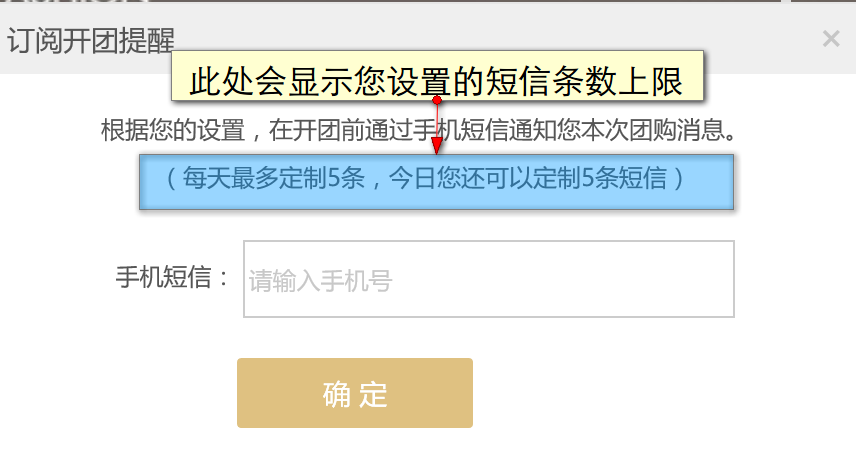 订阅开团提醒
×
此处会显示您设置的短信条数上限
根据您的设置，在开团前通过手机短信通知您本次团购消息。
（每天最多定制5条，今日您还可以定制5条短信）
手机短信： 请输入手机号
确 定